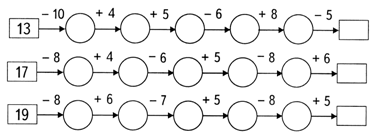 13 − 10 + 4 + 5 − 6 + 8 − 5
17 − 8 + 4 − 6 + 5 − 8 + 6
19 − 8 + 6 − 7 + 5 − 8 + 5